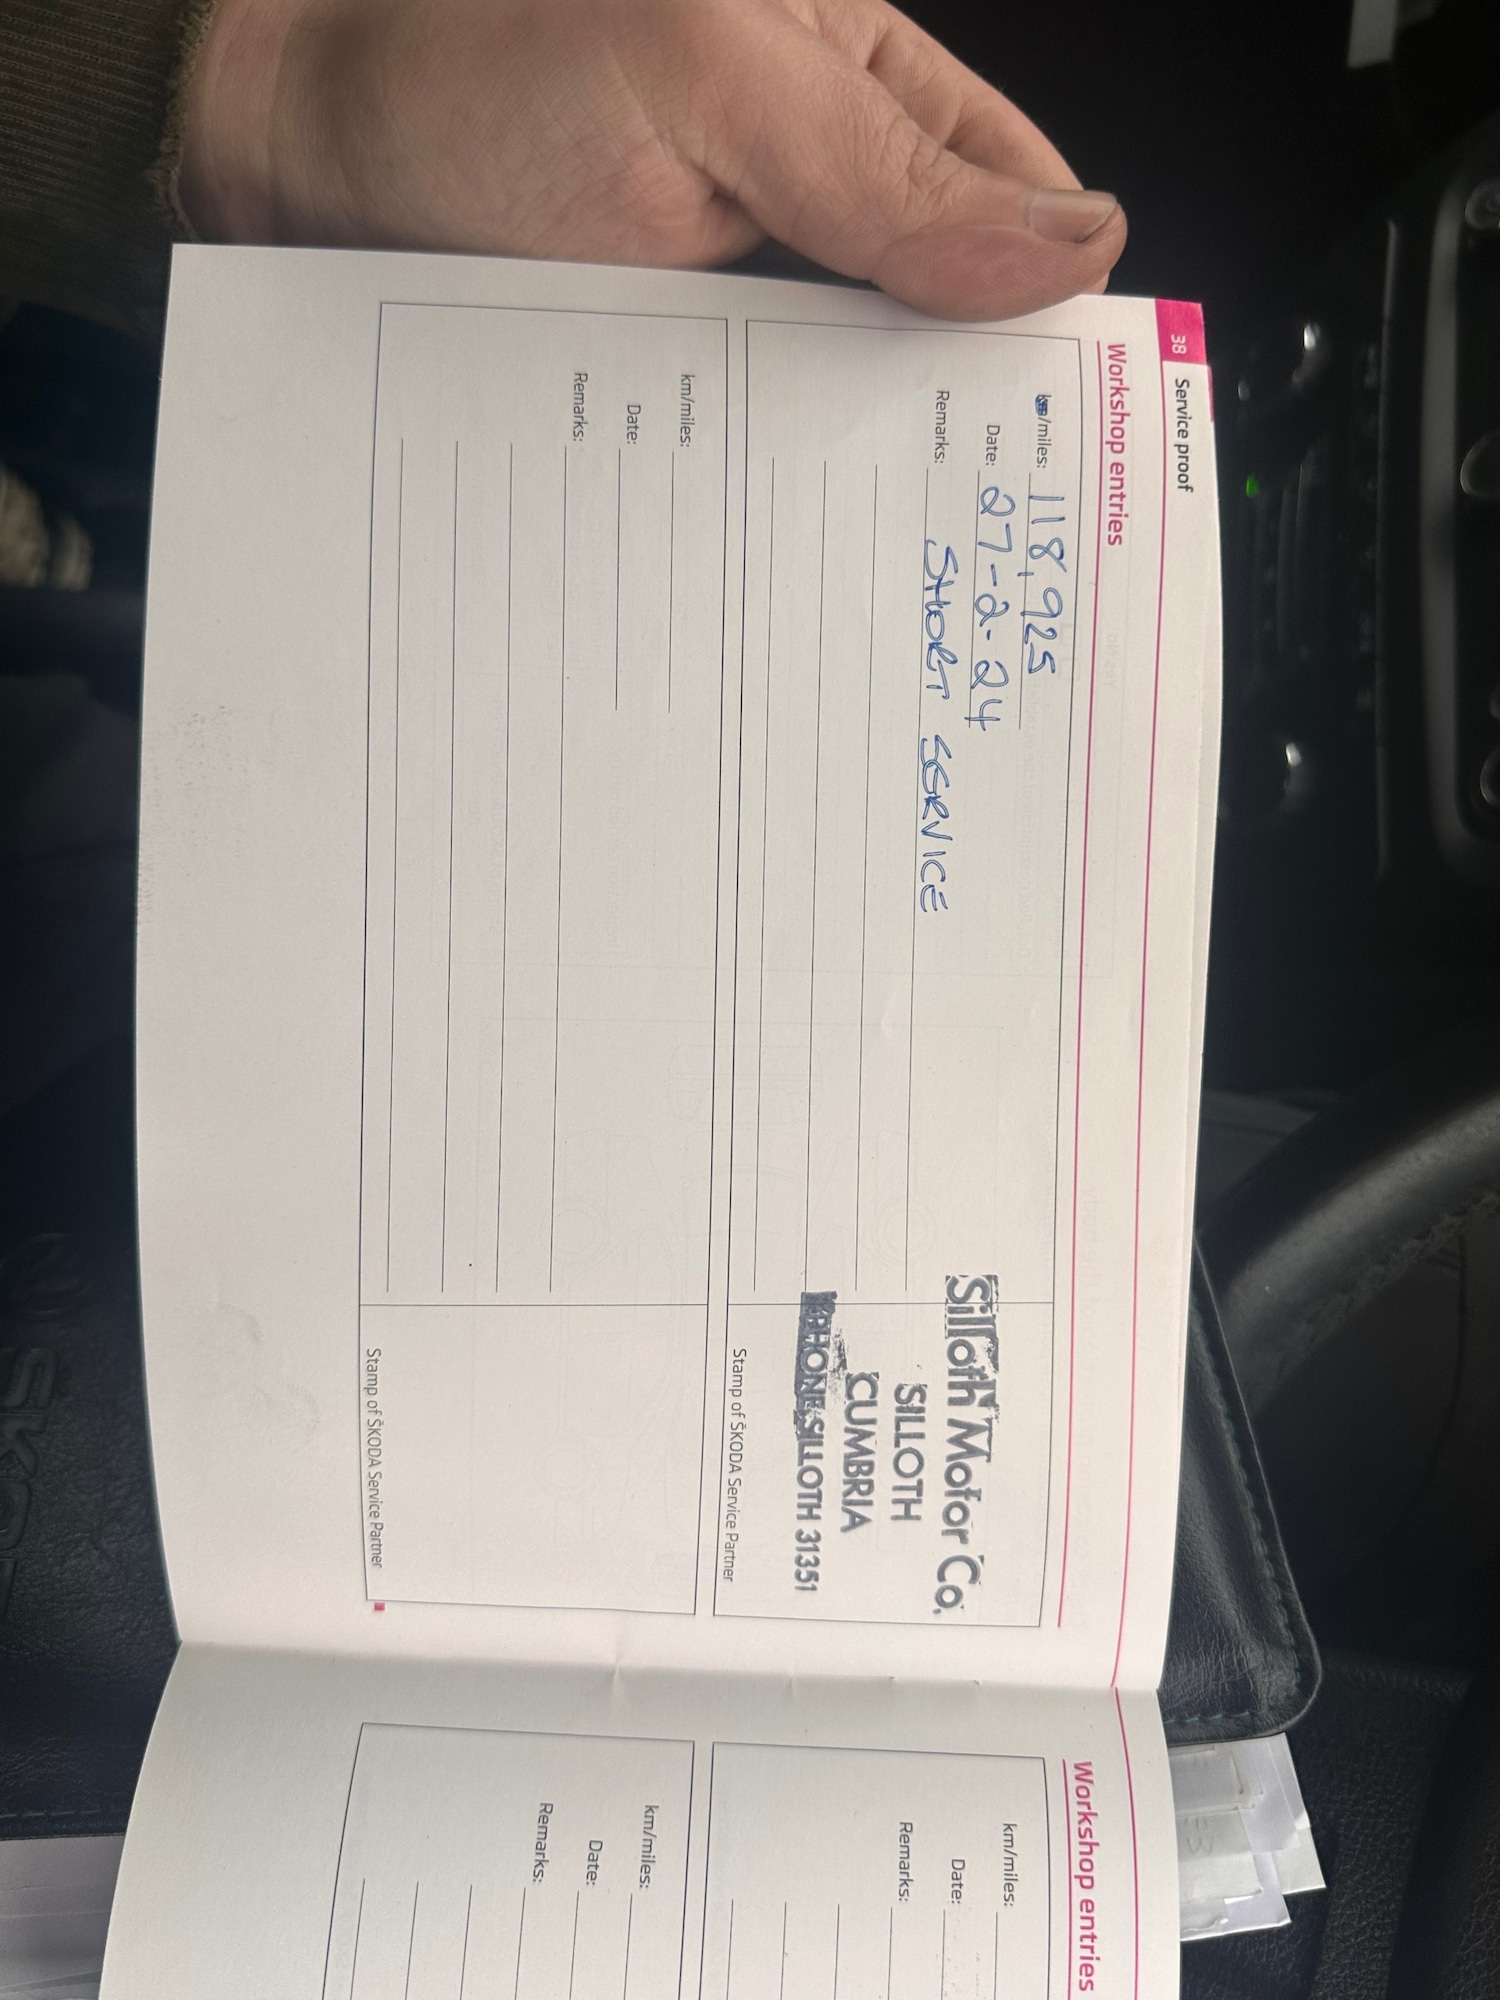 38 Service proof
Workshop entries
km/miles: 118,925
Date: 27-2-24
Remarks: SHORT SERVICE
Silloth Motor Co.
SILLOTH
CUMBRIA
PHONE SILLOTH 31351
Stamp of ŠKODA Service Partner
km/miles:
Date:
Remarks:
Stamp of ŠKODA Service Partner
Workshop entries
km/miles:
Date:
Remarks:
km/miles:
Date:
Remarks: